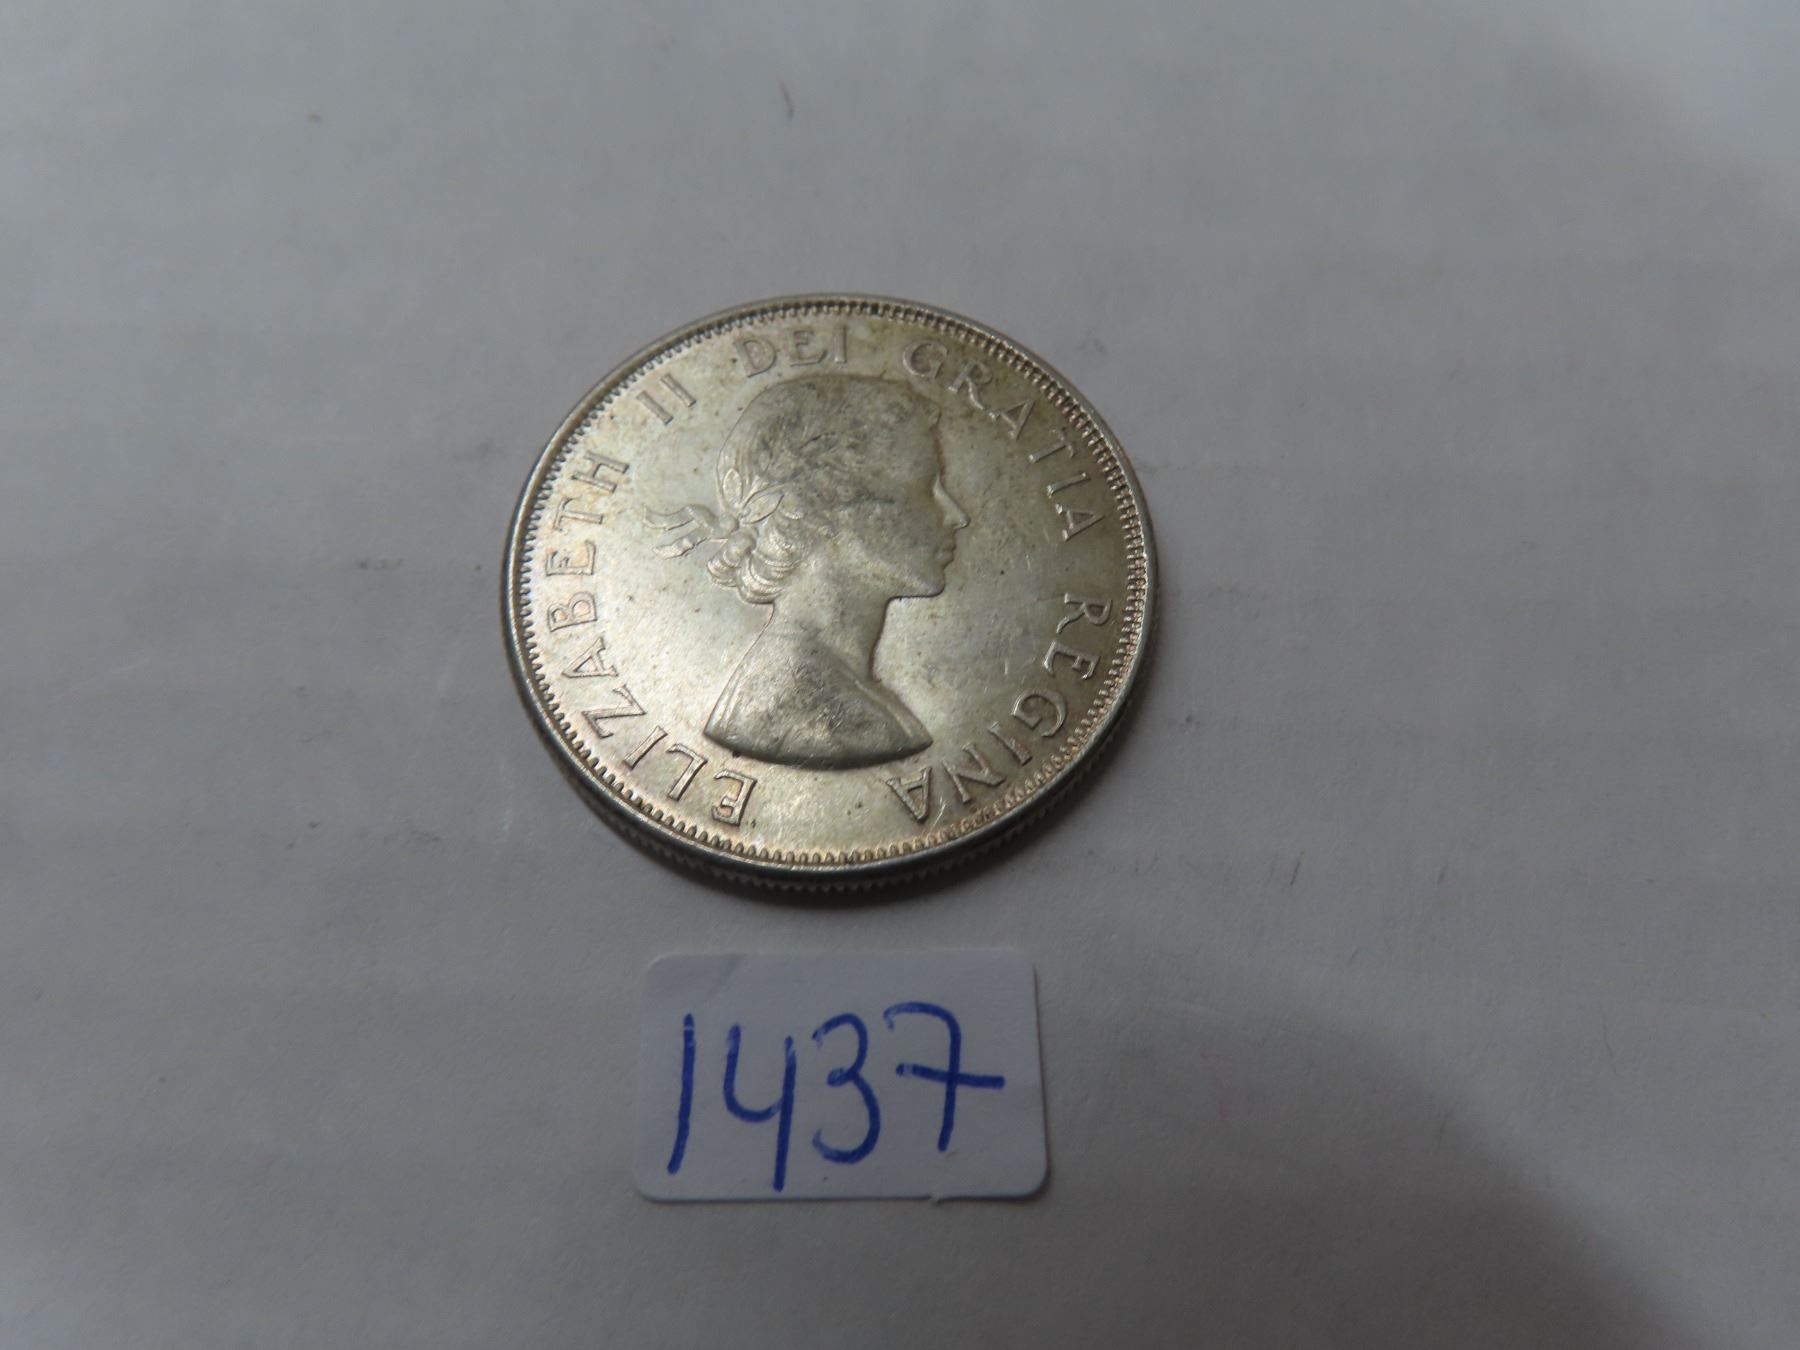 ELIZABETH II DEI GRATIA REGINA
1437